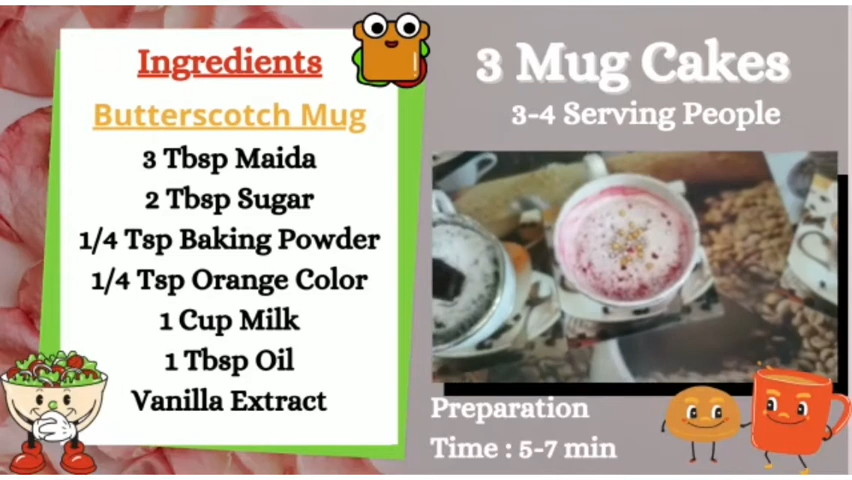 Ingredients
Butterscotch Mug
3 Tbsp Maida
2 Tbsp Sugar
1/4 Tsp Baking Powder
1/4 Tsp Orange Color
1 Cup Milk
1 Tbsp Oil
Vanilla Extract
3 Mug Cakes
3-4 Serving People
Preparation
Time : 5-7 min